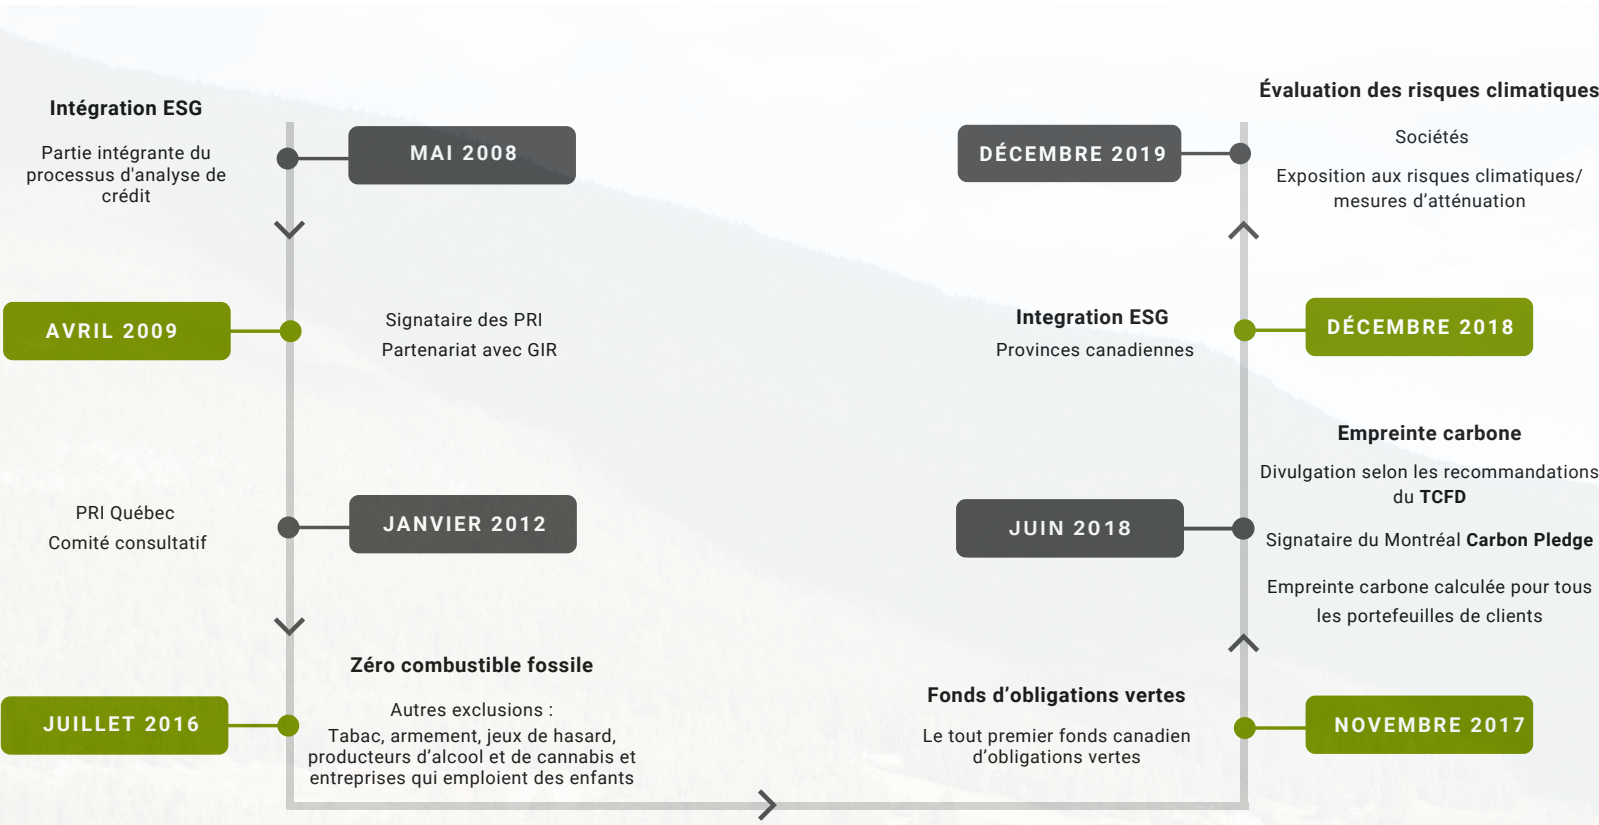 Intégration ESG
Partie intégrante du
processus d'analyse de
crédit
MAI 2008
AVRIL 2009
Signataire des PRI
Partenariat avec GIR
PRI Québec
Comité consultatif
JANVIER 2012
JUILLET 2016
Zéro combustible fossile
Autres exclusions :
Tabac, armement, jeux de hasard,
producteurs d’alcool et de cannabis et
entreprises qui emploient des enfants
Fonds d’obligations vertes
Le tout premier fonds canadien
d’obligations vertes
NOVEMBRE 2017
JUIN 2018
Empreinte carbone
Divulgation selon les recommandations
du TCFD
Signataire du Montréal Carbon Pledge
Empreinte carbone calculée pour tous
les portefeuilles de clients
Integration ESG
Provinces canadiennes
DÉCEMBRE 2018
DÉCEMBRE 2019
Évaluation des risques climatiques
Sociétés
Exposition aux risques climatiques/
mesures d’atténuation